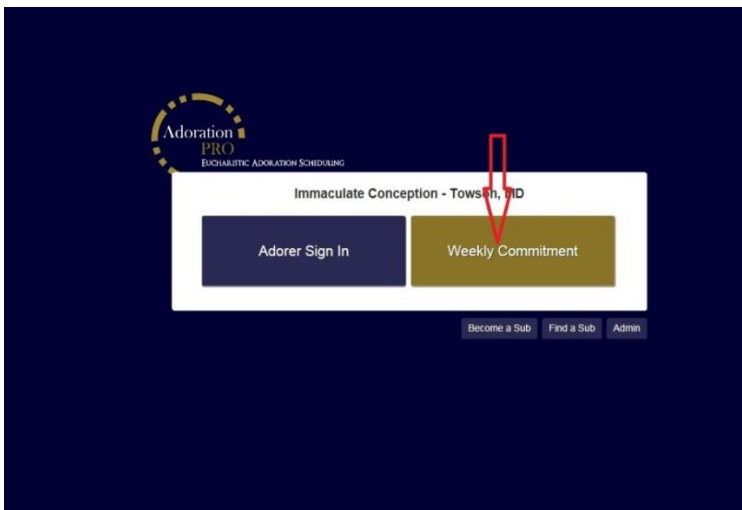 Adoration
PRO
EUCHARISTIC ADORATION SCHEDULING
Immaculate Conception - Towson, MD
Adorer Sign In
Weekly Commitment
Become a Sub
Find a Sub
Admin